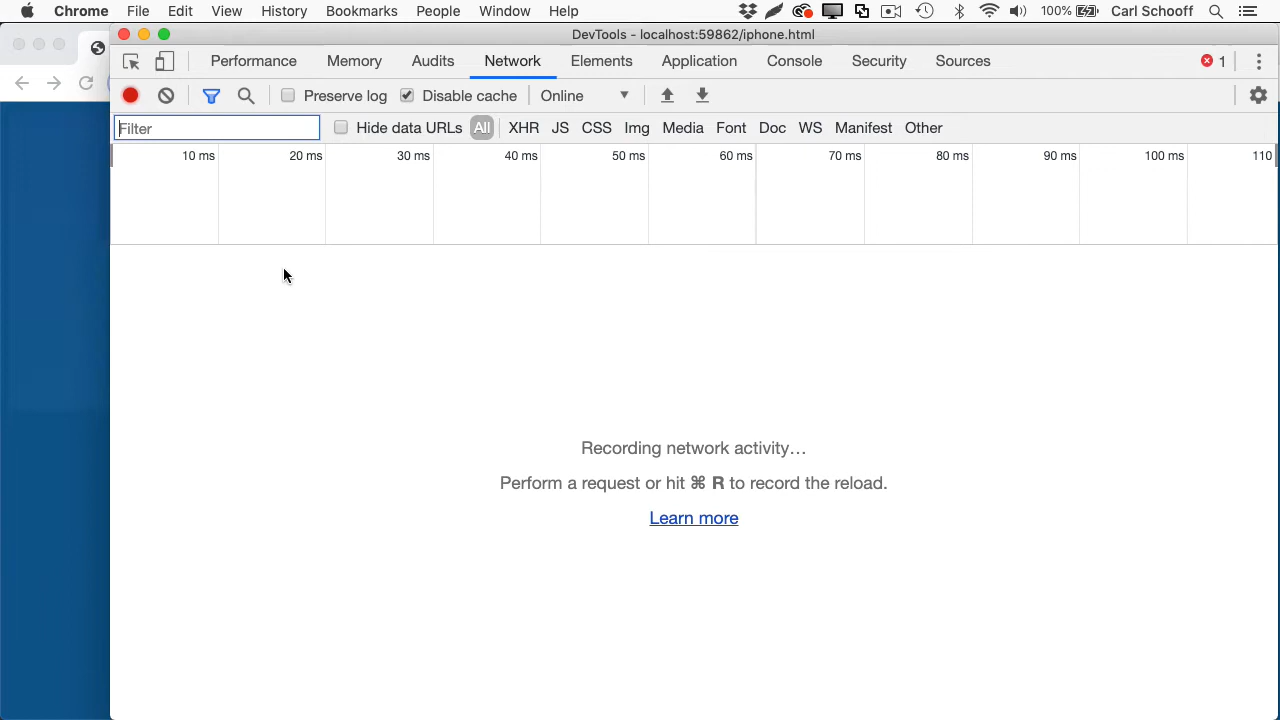 Chrome File Edit View History Bookmarks People Window Help 100% Carl Schooff
DevTools - localhost:59862/iphone.html
Performance Memory Audits Network Elements Application Console Security Sources 1
Preserve log Disable cache Online
Filter Hide data URLs All XHR JS CSS Img Media Font Doc WS Manifest Other
10 ms 20 ms 30 ms 40 ms 50 ms 60 ms 70 ms 80 ms 90 ms 100 ms 110
Recording network activity…
Perform a request or hit ⌘ R to record the reload.
Learn more